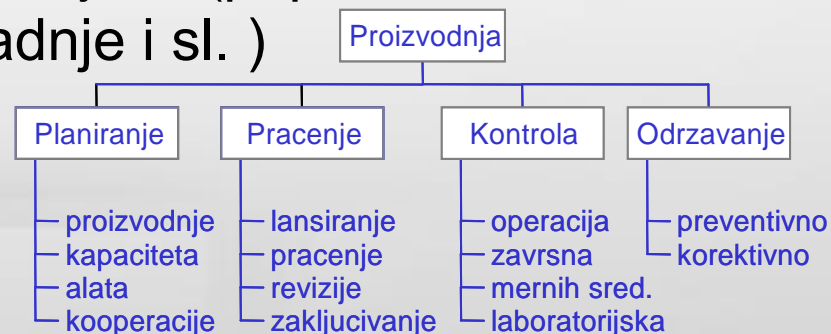 adnje i sl. )
Proizvodnja
Planiranje
proizvodnje
kapaciteta
alata
kooperacije
Pracenje
lansiranje
pracenje
revizije
zakljucivanje
Kontrola
operacija
zavrsna
mernih sred.
laboratorijska
Odrzavanje
preventivno
korektivno